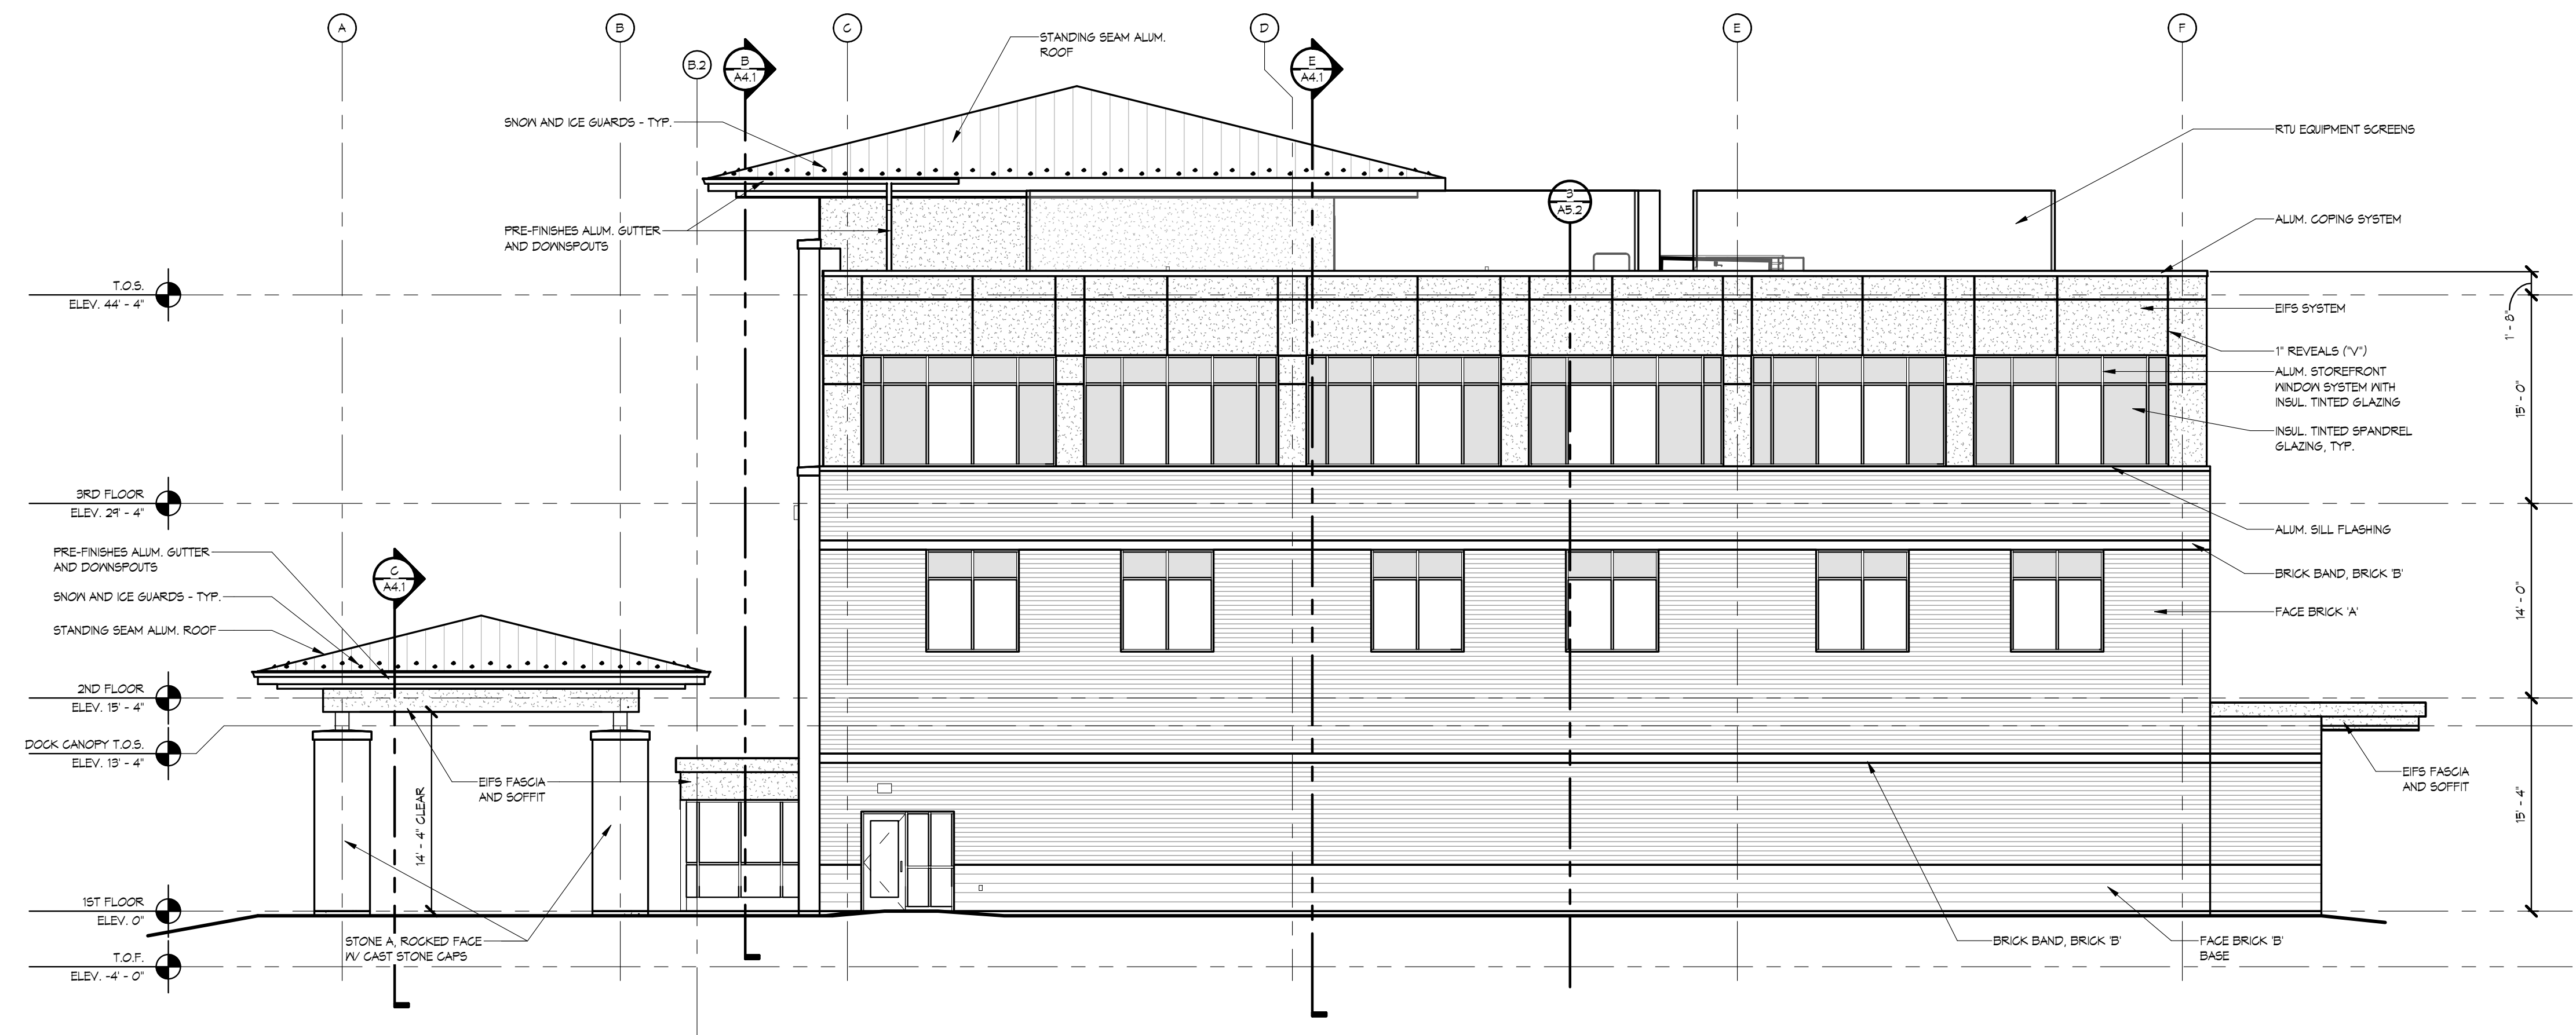 A
B
B.2
B
A4.1
C
D
E
A4.1
E
F
STANDING SEAM ALUM.
ROOF
SNOW AND ICE GUARDS - TYP.
PRE-FINISHES ALUM. GUTTER
AND DOWNSPOUTS
3
A5.2
RTU EQUIPMENT SCREENS
ALUM. COPING SYSTEM
EIFS SYSTEM
1" REVEALS ("V")
ALUM. STOREFRONT
WINDOW SYSTEM WITH
INSUL. TINTED GLAZING
INSUL. TINTED SPANDREL
GLAZING, TYP.
ALUM. SILL FLASHING
BRICK BAND, BRICK 'B'
FACE BRICK 'A'
1' - 8"
15' - 0"
14' - 0"
15' - 4"
T.O.S.
ELEV. 44' - 4"
3RD FLOOR
ELEV. 29' - 4"
PRE-FINISHES ALUM. GUTTER
AND DOWNSPOUTS
SNOW AND ICE GUARDS - TYP.
STANDING SEAM ALUM. ROOF
C
A4.1
2ND FLOOR
ELEV. 15' - 4"
DOCK CANOPY T.O.S.
ELEV. 13' - 4"
EIFS FASCIA
AND SOFFIT
14' - 4" CLEAR
EIFS FASCIA
AND SOFFIT
1ST FLOOR
ELEV. 0"
STONE A, ROCKED FACE
W/ CAST STONE CAPS
T.O.F.
ELEV. -4' - 0"
BRICK BAND, BRICK 'B'
FACE BRICK 'B'
BASE